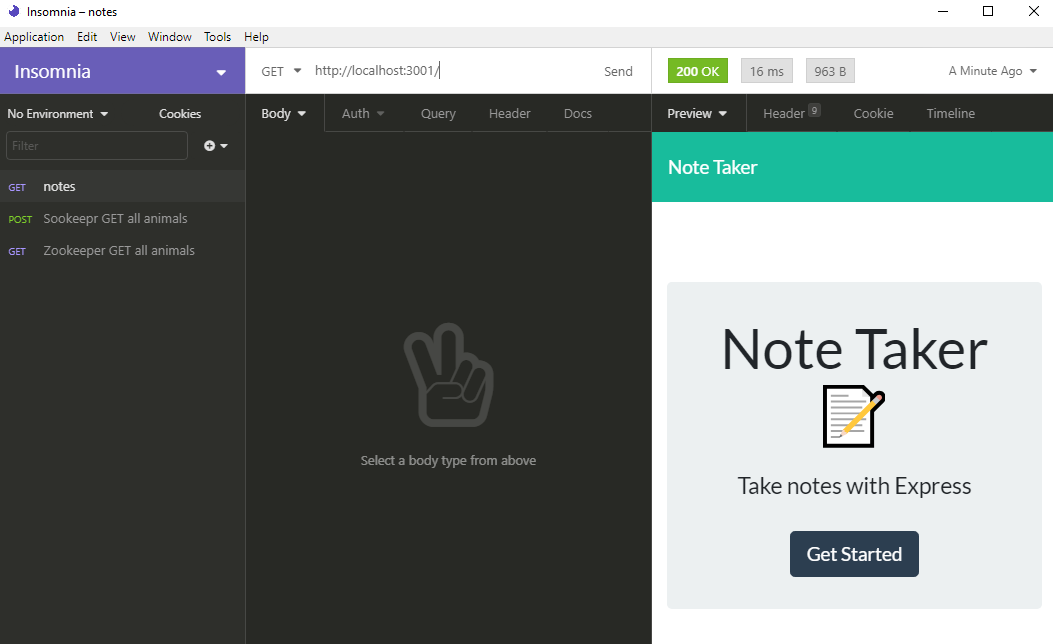 Insomnia – notes
Application Edit View Window Tools Help
Insomnia
GET http://localhost:3001/ Send
200 OK 16 ms 963 B A Minute Ago
No Environment Cookies
Body Auth Query Header Docs
Preview Header 9 Cookie Timeline
Filter
GET notes
POST Sookeepr GET all animals
GET Zookeeper GET all animals
Select a body type from above
Note Taker
Note Taker
Take notes with Express
Get Started